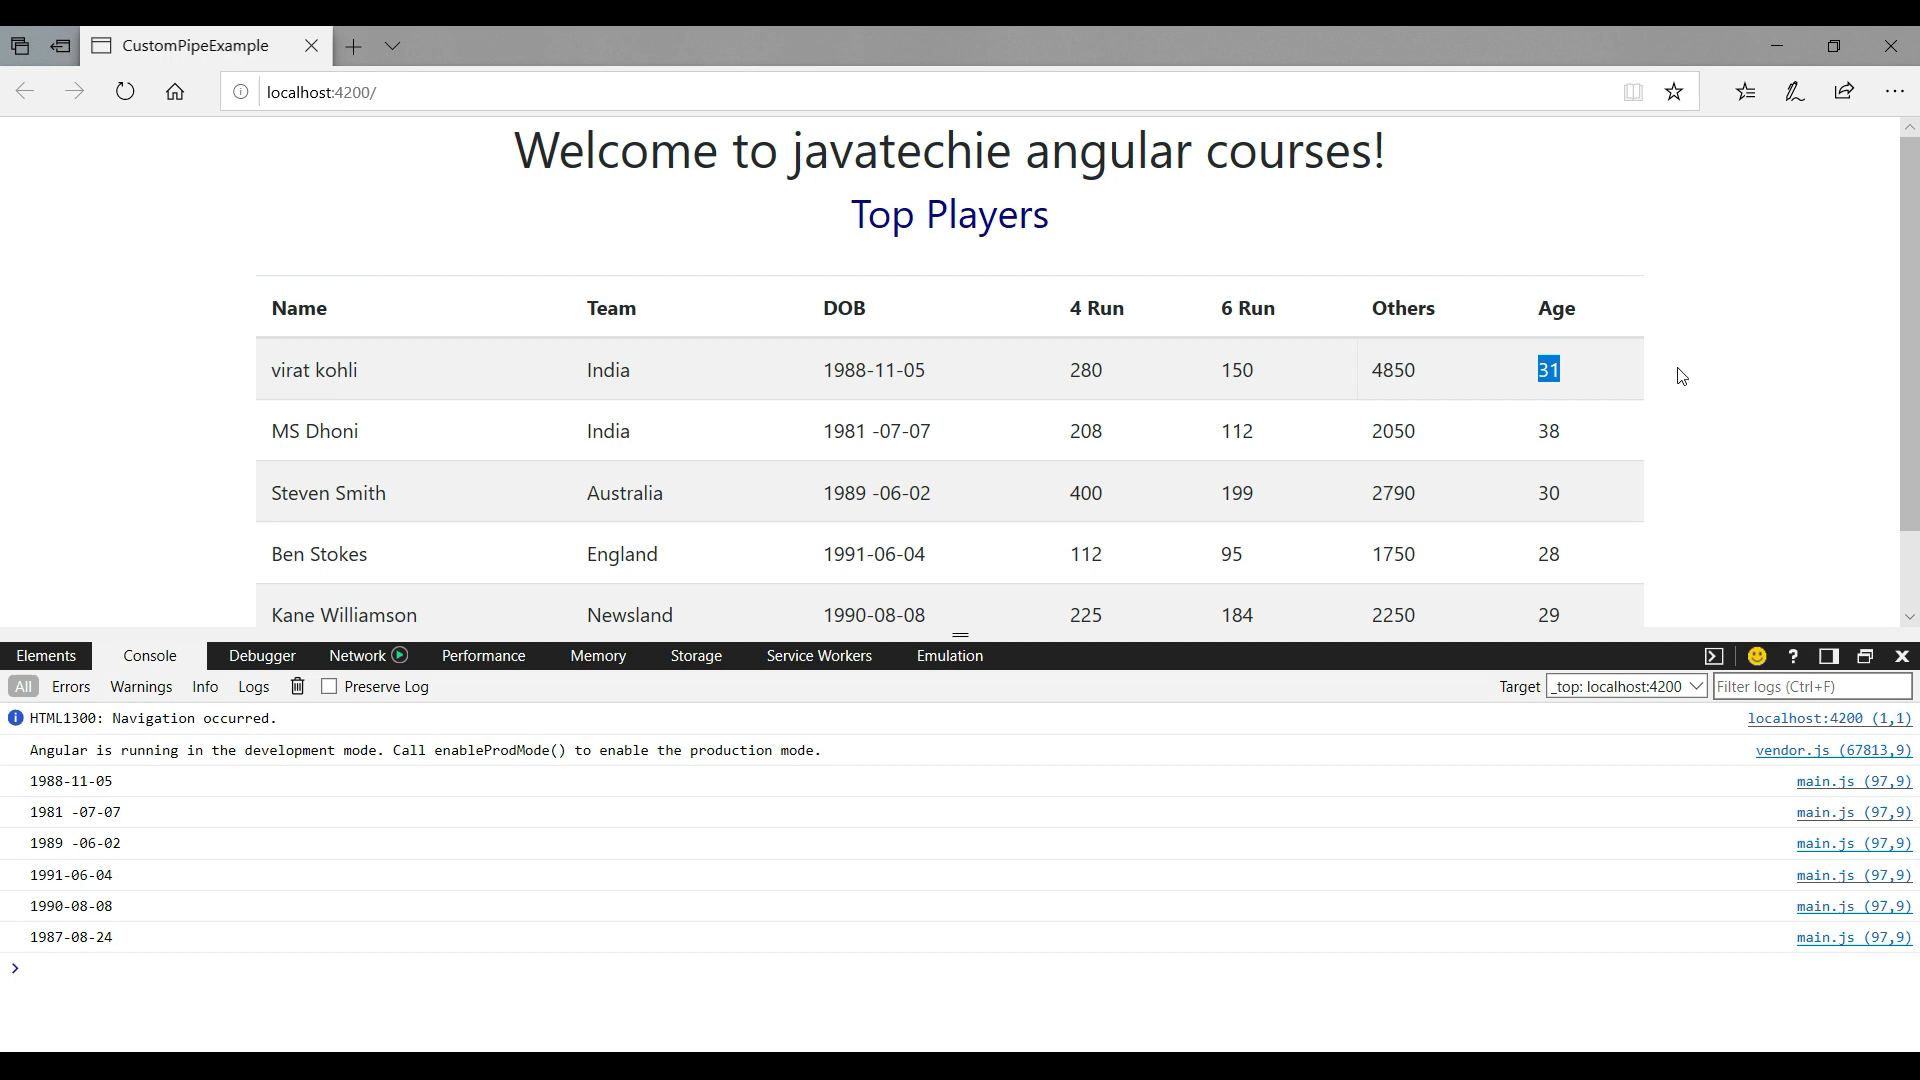 CustomPipeExample
localhost:4200/
Welcome to javatechie angular courses!
Top Players
Name Team DOB 4 Run 6 Run Others Age
virat kohli India 1988-11-05 280 150 4850 31
MS Dhoni India 1981 -07-07 208 112 2050 38
Steven Smith Australia 1989 -06-02 400 199 2790 30
Ben Stokes England 1991-06-04 112 95 1750 28
Kane Williamson Newsland 1990-08-08 225 184 2250 29
Elements Console Debugger Network Performance Memory Storage Service Workers Emulation ?
All Errors Warnings Info Logs Preserve Log Target _top: localhost:4200 Filter logs (Ctrl+F)
HTML1300: Navigation occurred. localhost:4200 (1,1)
Angular is running in the development mode. Call enableProdMode() to enable the production mode. vendor.js (67813,9)
1988-11-05 main.js (97,9)
1981 -07-07 main.js (97,9)
1989 -06-02 main.js (97,9)
1991-06-04 main.js (97,9)
1990-08-08 main.js (97,9)
1987-08-24 main.js (97,9)